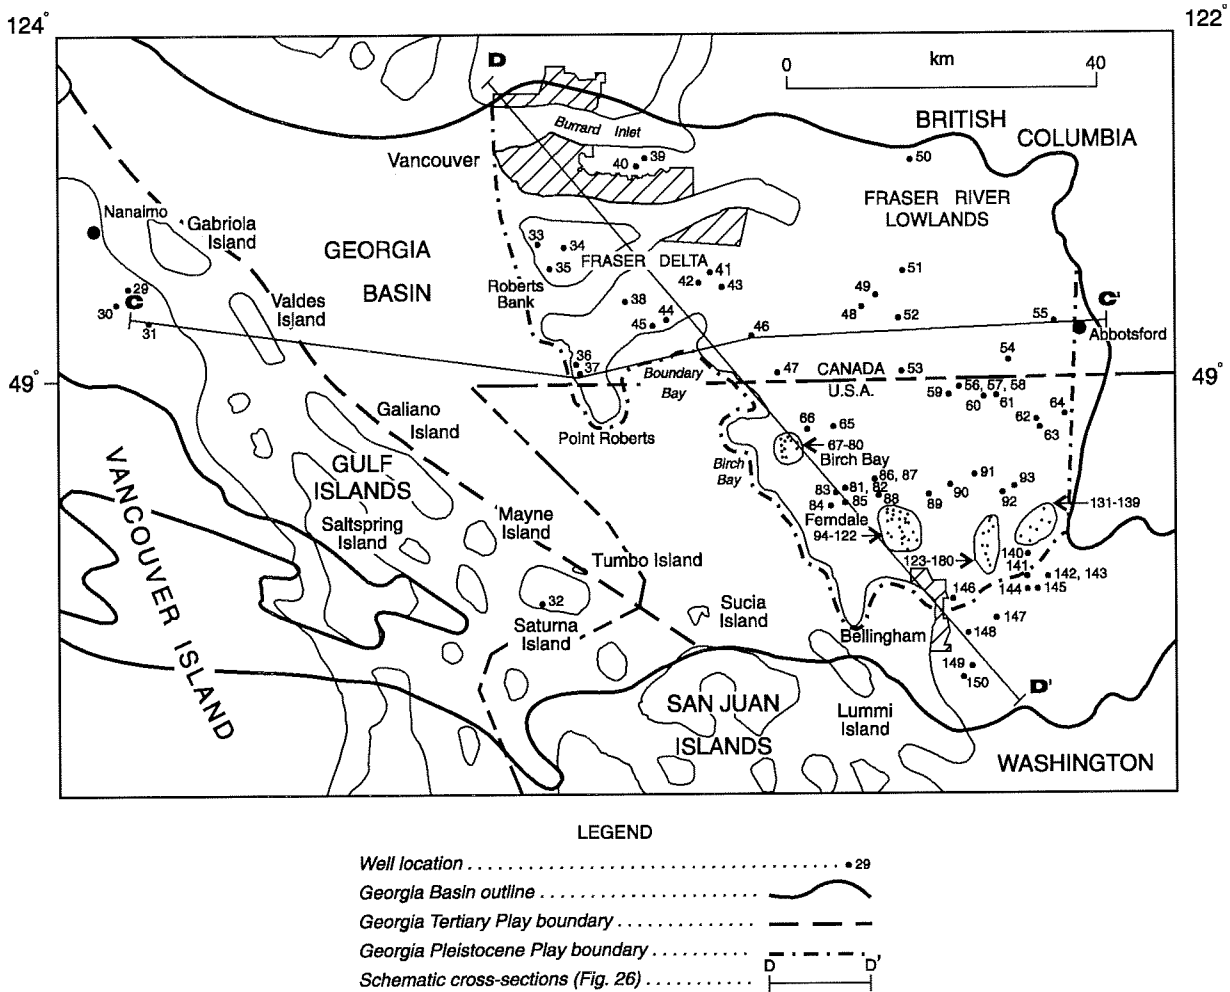 124°
122°
D
0
km
40
BRITISH
COLUMBIA
Burrard Inlet
Vancouver
40
39
50
FRASER RIVER
LOWLANDS
Nanaimo
Gabriola
Island
GEORGIA
BASIN
33
34
35
FRASER DELTA
Roberts
Bank
41
42
43
51
49
48
52
29
C
30
31
Valdes
Island
38
44
45
46
55
C'
Abbotsford
36
37
Boundary
Bay
47
CANADA
U.S.A.
53
54
49°
49°
56, 57, 58
59
60
61
62
63
64
Galiano
Island
Point Roberts
66
65
67-80
Birch Bay
Birch
Bay
VANCOUVER ISLAND
GULF
ISLANDS
Saltspring
Island
Mayne
Island
Tumbo Island
86, 87
81, 82
83
84
85
88
89
90
91
92
93
Ferndale
94-122
131-139
123-180
140
141
142, 143
144
145
146
147
148
149
150
32
Saturna
Island
Sucia
Island
Bellingham
D'
SAN JUAN
ISLANDS
Lummi
Island
WASHINGTON
LEGEND
Well location . . . . . . . . . . . . . . . . . . . . . . . . . . . . . . . . . . . . . . . . 29
Georgia Basin outline . . . . . . . . . . . . . . . . . . . . . .
Georgia Tertiary Play boundary . . . . . . . . . . . . . .
Georgia Pleistocene Play boundary . . . . . . . . . .
D D'
Schematic cross-sections (Fig. 26) . . . . . . . . . . .